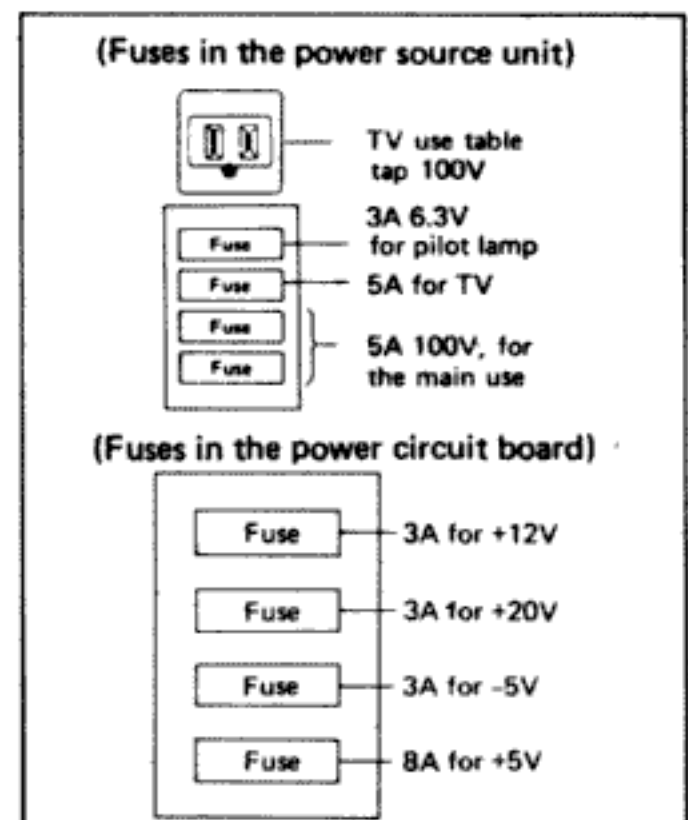 (Fuses in the power source unit)
TV use table
tap 100V
3A 6.3V
Fuse
for pilot lamp
Fuse
5A for TV
Fuse
5A 100V, for
Fuse
the main use
(Fuses in the power circuit board)
Fuse
3A for +12V
Fuse
3A for +20V
Fuse
3A for -5V
Fuse
8A for +5V